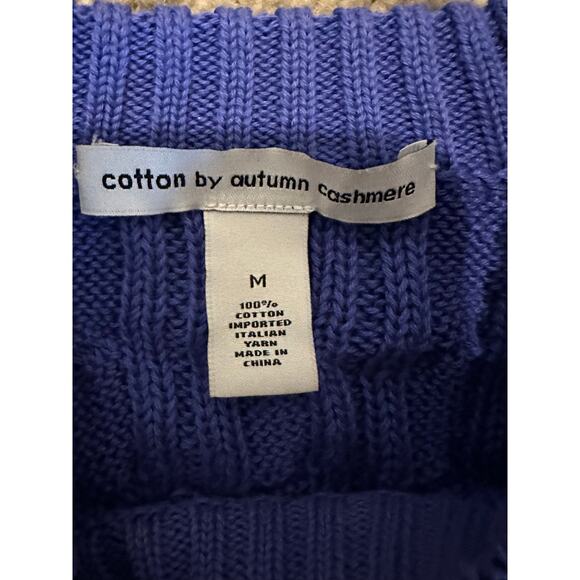 cotton by autumn cashmere
M
100%
COTTON
IMPORTED
ITALIAN
YARN
MADE IN
CHINA